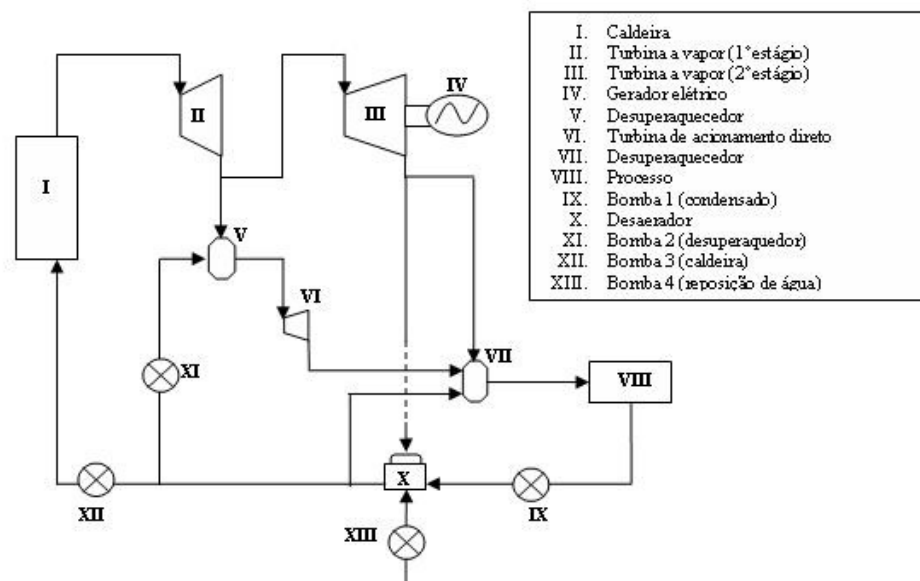 I. Caldeira
II. Turbina a vapor (1°estágio)
III. Turbina a vapor (2°estágio)
IV. Gerador elétrico
V. Desuperaquecedor
VI. Turbina de acionamento direto
VII. Desuperaquecedor
VIII. Processo
IX. Bomba 1 (condensado)
X. Desaerador
XI. Bomba 2 (desuperaquedor)
XII. Bomba 3 (caldeira)
XIII. Bomba 4 (reposição de água)
IV
II
III
I
V
VI
VII
XI
VIII
X
XII
IX
XIII